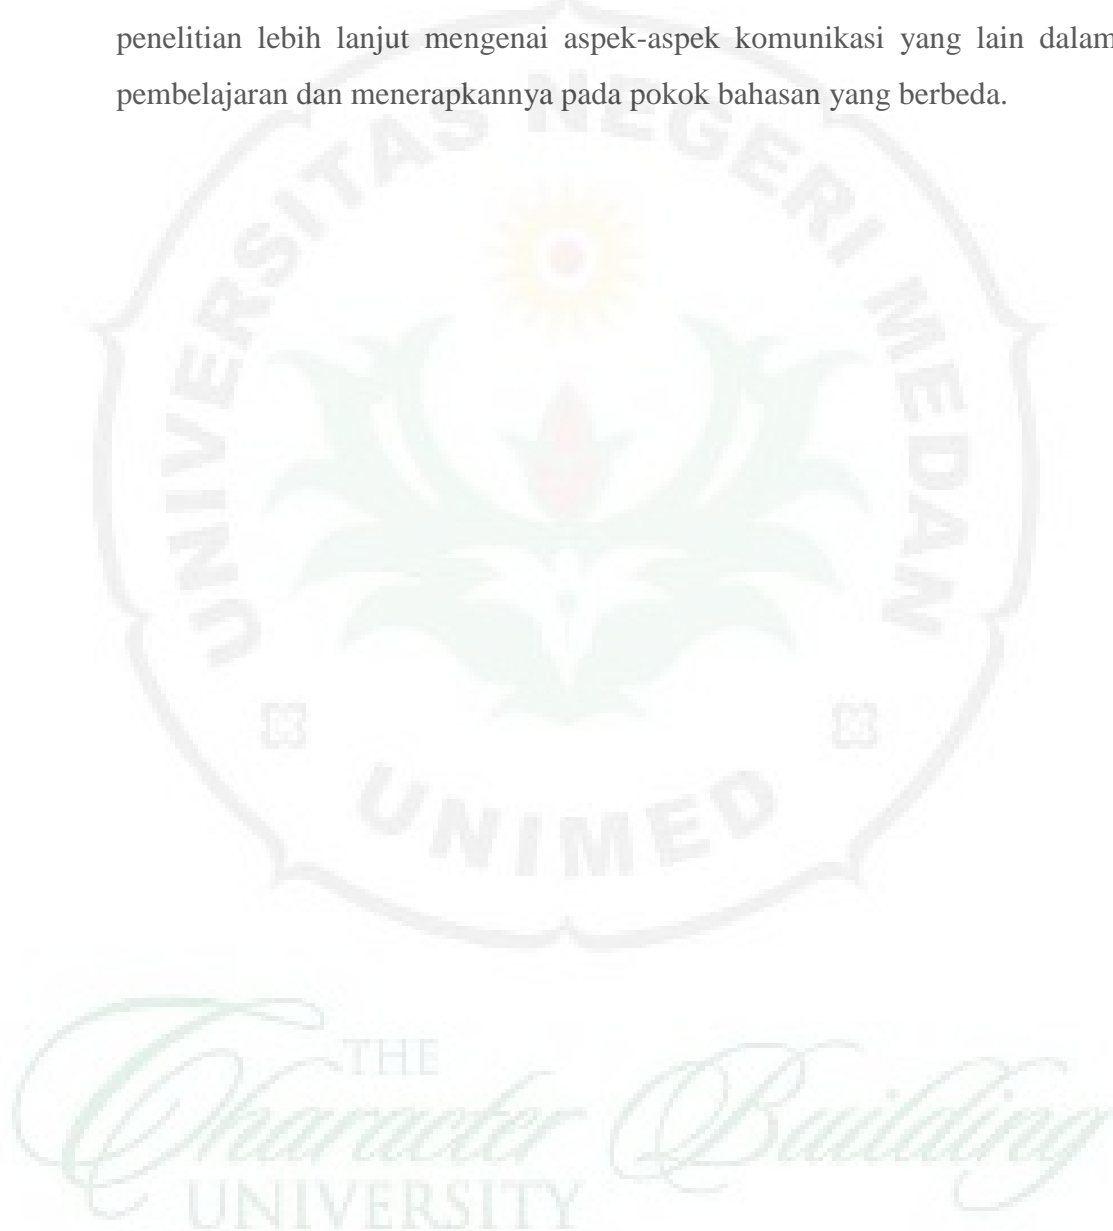 penelitian lebih lanjut mengenai aspek-aspek komunikasi yang lain dalam
pembelajaran dan menerapkannya pada pokok bahasan yang berbeda.
UNIVERSITAS NEGERI MEDAN
UNIMED
THE
Character Building
UNIVERSITY